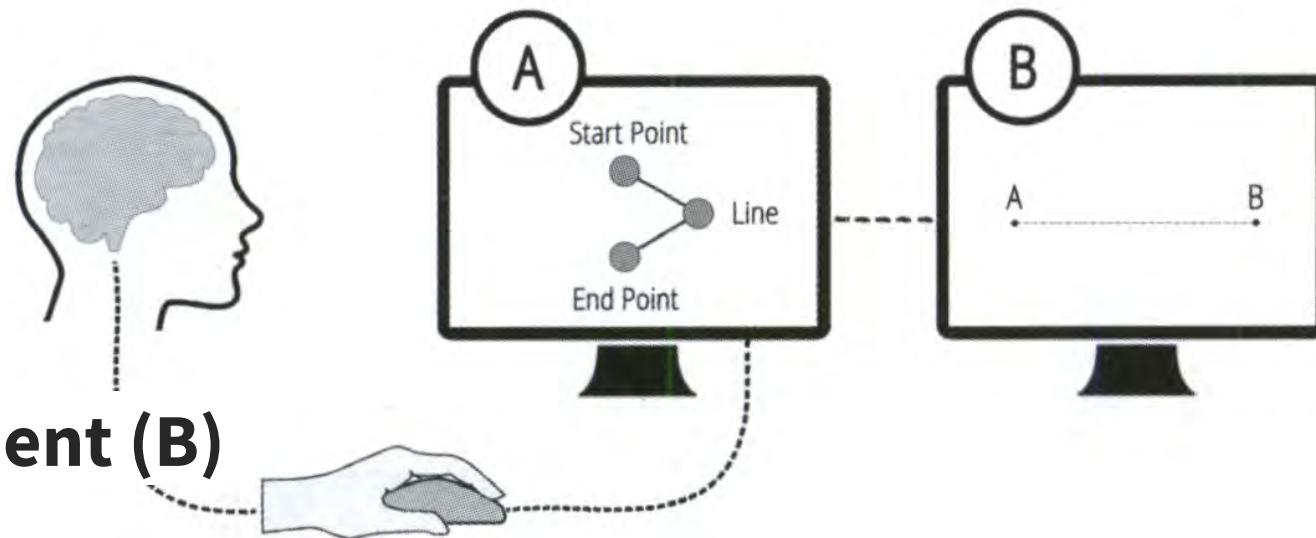 A
B
Start Point
Line
End Point
A
B
ent (B)